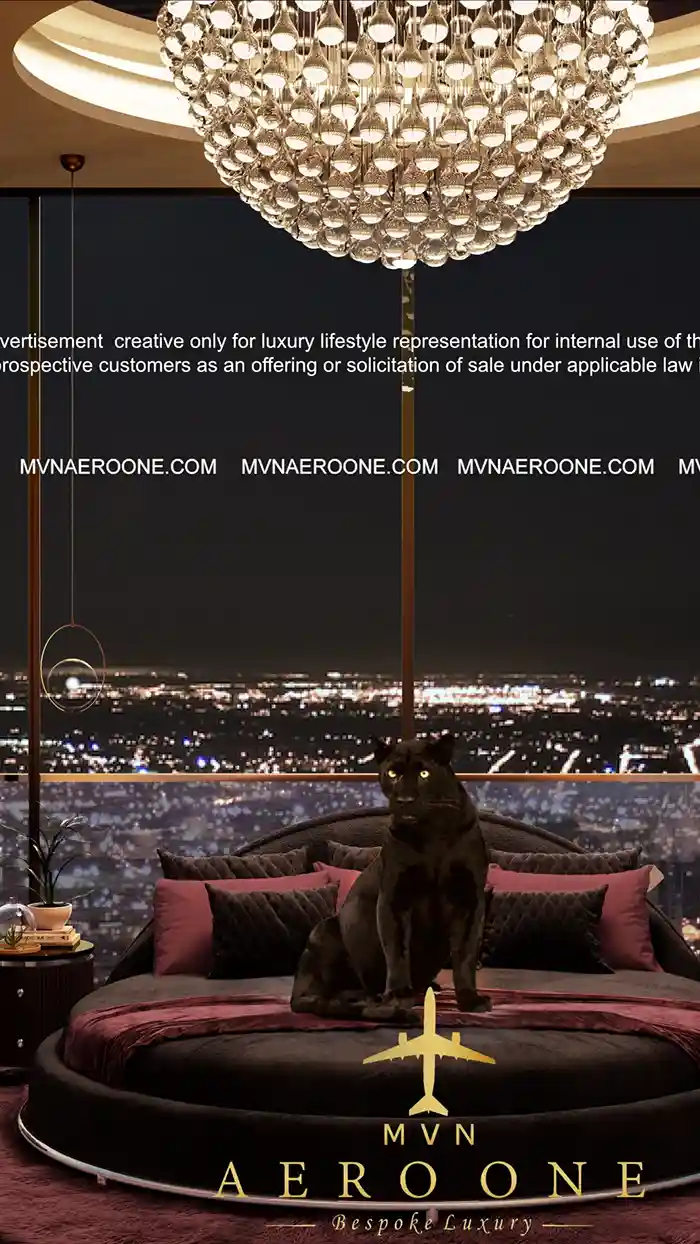 vertisement creative only for luxury lifestyle representation for internal use of th
rospective customers as an offering or solicitation of sale under applicable law
MVNAEROONE.COM MVNAEROONE.COM MVNAEROONE.COM MV
MVN
AERO ONE
Bespoke Luxury